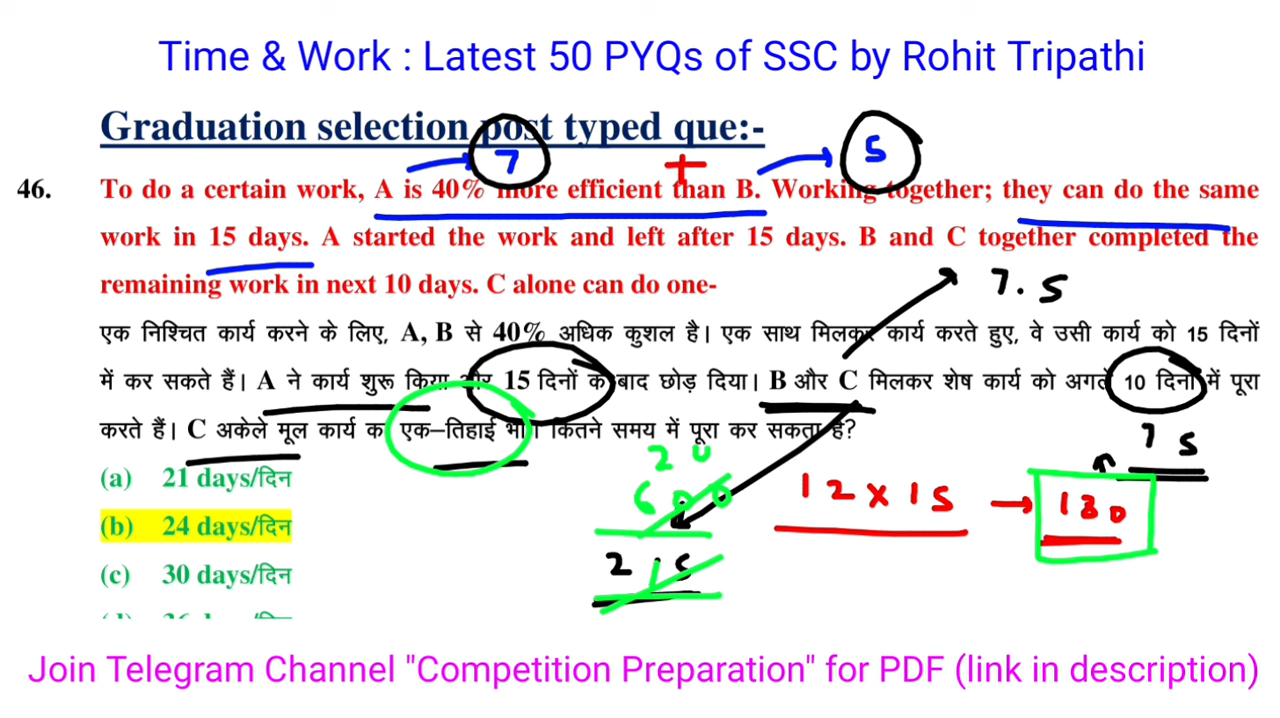 Time & Work : Latest 50 PYQs of SSC by Rohit Tripathi
Graduation selection post typed que:-
7
+
5
46. To do a certain work, A is 40% more efficient than B. Working together; they can do the same
work in 15 days. A started the work and left after 15 days. B and C together completed the
remaining work in next 10 days. C alone can do one-
7.5
एक निश्चित कार्य करने के लिए, A, B से 40% अधिक कुशल है। एक साथ मिलकर कार्य करते हुए, वे उसी कार्य को 15 दिनों
में कर सकते हैं। A ने कार्य शुरू किया और 15 दिनों के बाद छोड़ दिया। B और C मिलकर शेष कार्य को अगले 10 दिनों में पूरा
करते हैं। C अकेले मूल कार्य का एक–तिहाई भाग कितने समय में पूरा कर सकता है?
75
20
(a) 21 days/दिन
600
12 x 15 → 180
(b) 24 days/दिन
215
(c) 30 days/दिन
Join Telegram Channel "Competition Preparation" for PDF (link in description)